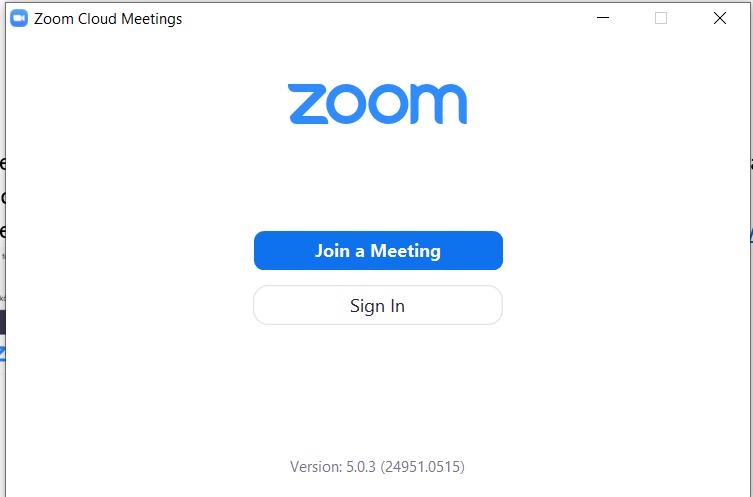 Zoom Cloud Meetings
zoom
Join a Meeting
Sign In
Version: 5.0.3 (24951.0515)